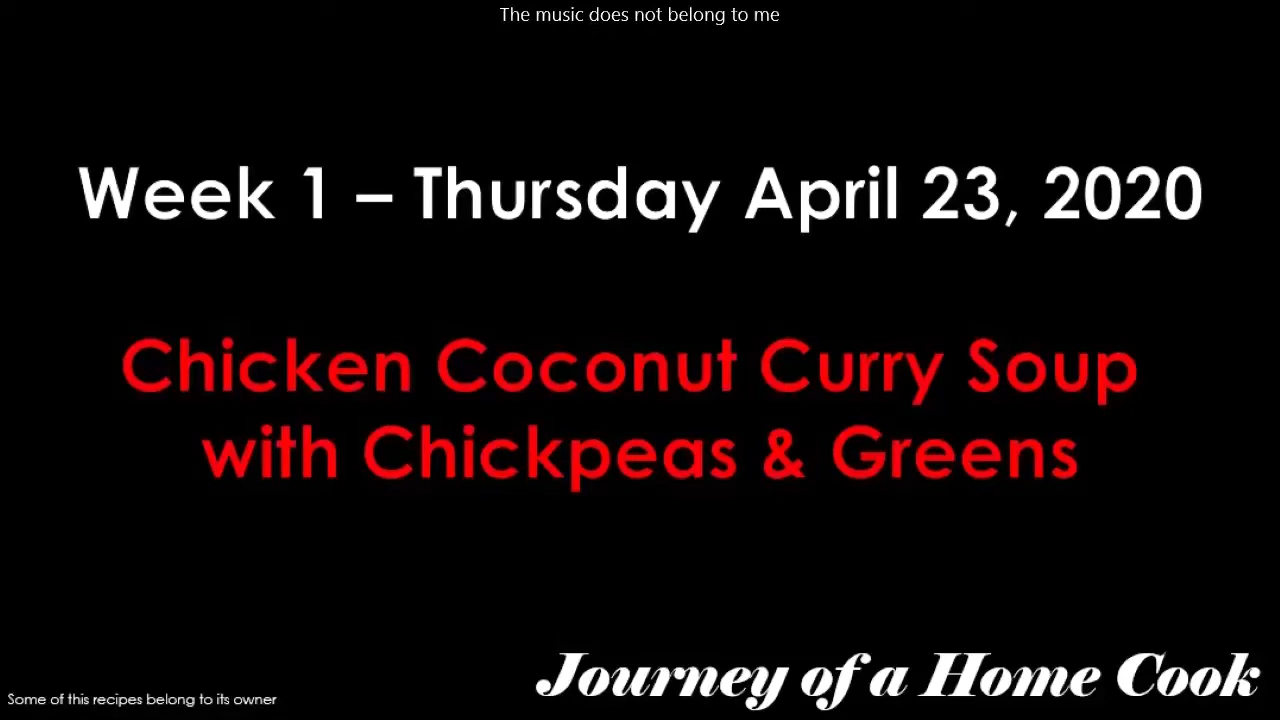 The music does not belong to me
Week 1 – Thursday April 23, 2020
Chicken Coconut Curry Soup
with Chickpeas & Greens
Journey of a Home Cook
Some of this recipes belong to its owner